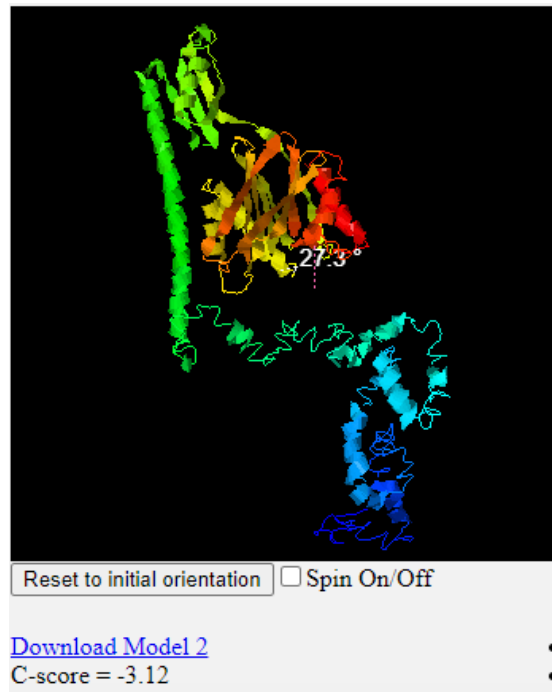 27.3 °
Reset to initial orientation Spin On/Off
Download Model 2
C-score = -3.12